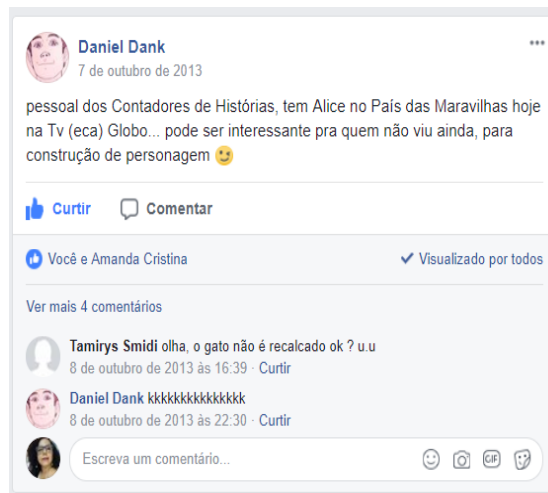 Daniel Dank
7 de outubro de 2013
pessoal dos Contadores de Histórias, tem Alice no País das Maravilhas hoje
na Tv (eca) Globo... pode ser interessante pra quem não viu ainda, para
construção de personagem 😉
Curtir Comentar
Você e Amanda Cristina Visualizado por todos
Ver mais 4 comentários
Tamirys Smidi olha, o gato não é recalcado ok ? u.u
8 de outubro de 2013 às 16:39 · Curtir
Daniel Dank kkkkkkkkkkkkkkk
8 de outubro de 2013 às 22:30 · Curtir
Escreva um comentário... GIF